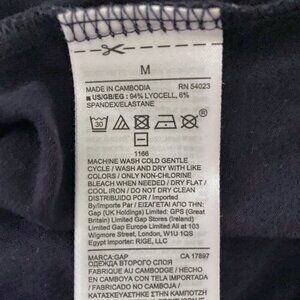 M
MADE IN CAMBODIA RN 54023
■ US/GB/EG: 94% LYOCELL, 6%
SPANDEX/ELASTANE
30
1166
MACHINE WASH COLD GENTLE
CYCLE / WASH AND DRY WITH LIKE
COLORS / ONLY NON-CHLORINE
BLEACH WHEN NEEDED / DRY FLAT /
COOL IRON / DO NOT DRY CLEAN
DISTRIBUIDO POR / Imported
By/Importe Par / ΕΙΣΑΓΕΤΑΙ ΑΠΟ ΤΗΝ
Gap (UK Holdings) Limited: GPS (Great
Britain) Limited Gap Stores (Ireland)
Limited Gap Europe Limited All at 103
Wigmore Street, London, W1U 1QS
Egypt Importer: RIGE, LLC
MARCA:GAP CA 17897
ОДЕЖДА ВТОРОГО СЛОЯ
FABRIQUE AU CAMBODGE / HECHO
EN CAMBOYA CON TELA IMPORTADA
/ FABRICADO NO CAMBOJA /
ΚΑΤΑΣΚΕΥΑΣΤΗΚΕ ΣΤΗΝ ΚΑΜΠΟΤΖΗ